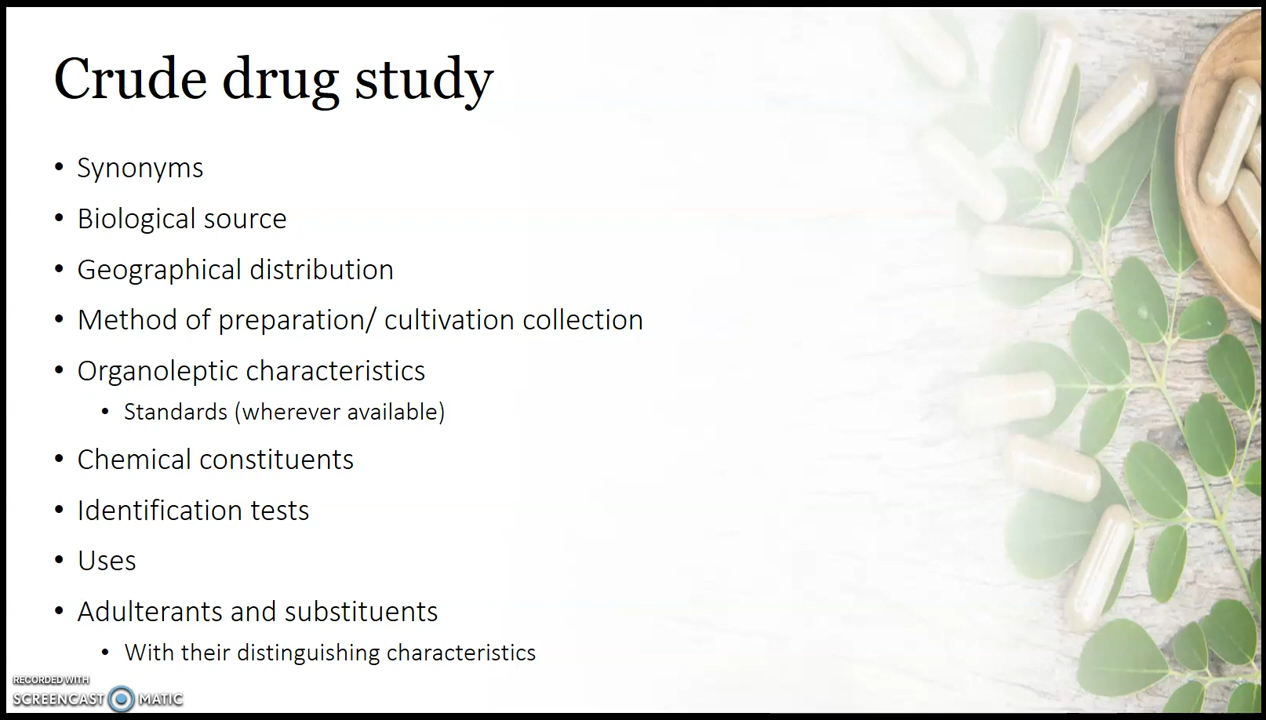 Crude drug study
• Synonyms
• Biological source
• Geographical distribution
• Method of preparation/ cultivation collection
• Organoleptic characteristics
• Standards (wherever available)
• Chemical constituents
• Identification tests
• Uses
• Adulterants and substituents
• With their distinguishing characteristics
RECORDED WITH
SCREENCAST MATIC